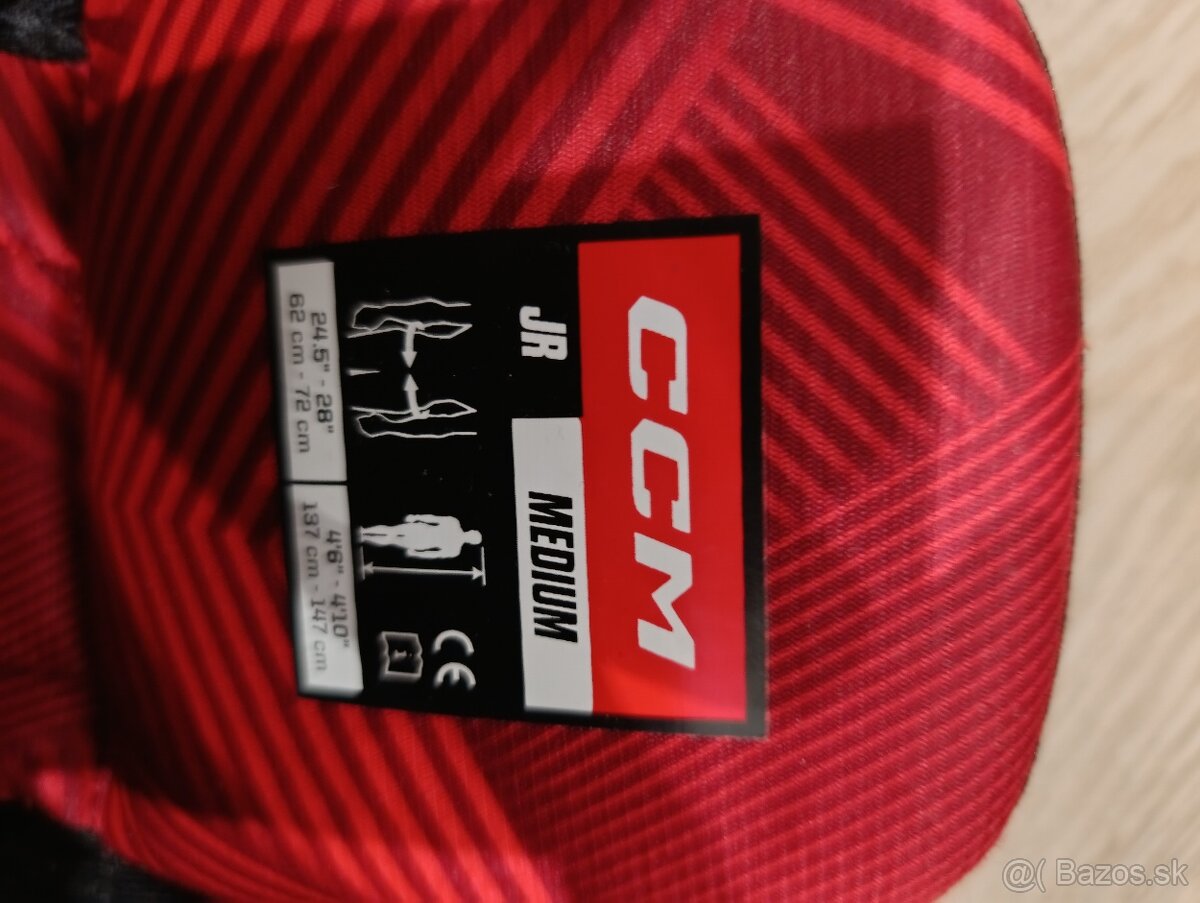 CCM
JR MEDIUM
24.5" - 28"
62 cm - 72 cm
4'6" - 4'10"
137 cm - 147 cm
CE
i
@( Bazos.sk